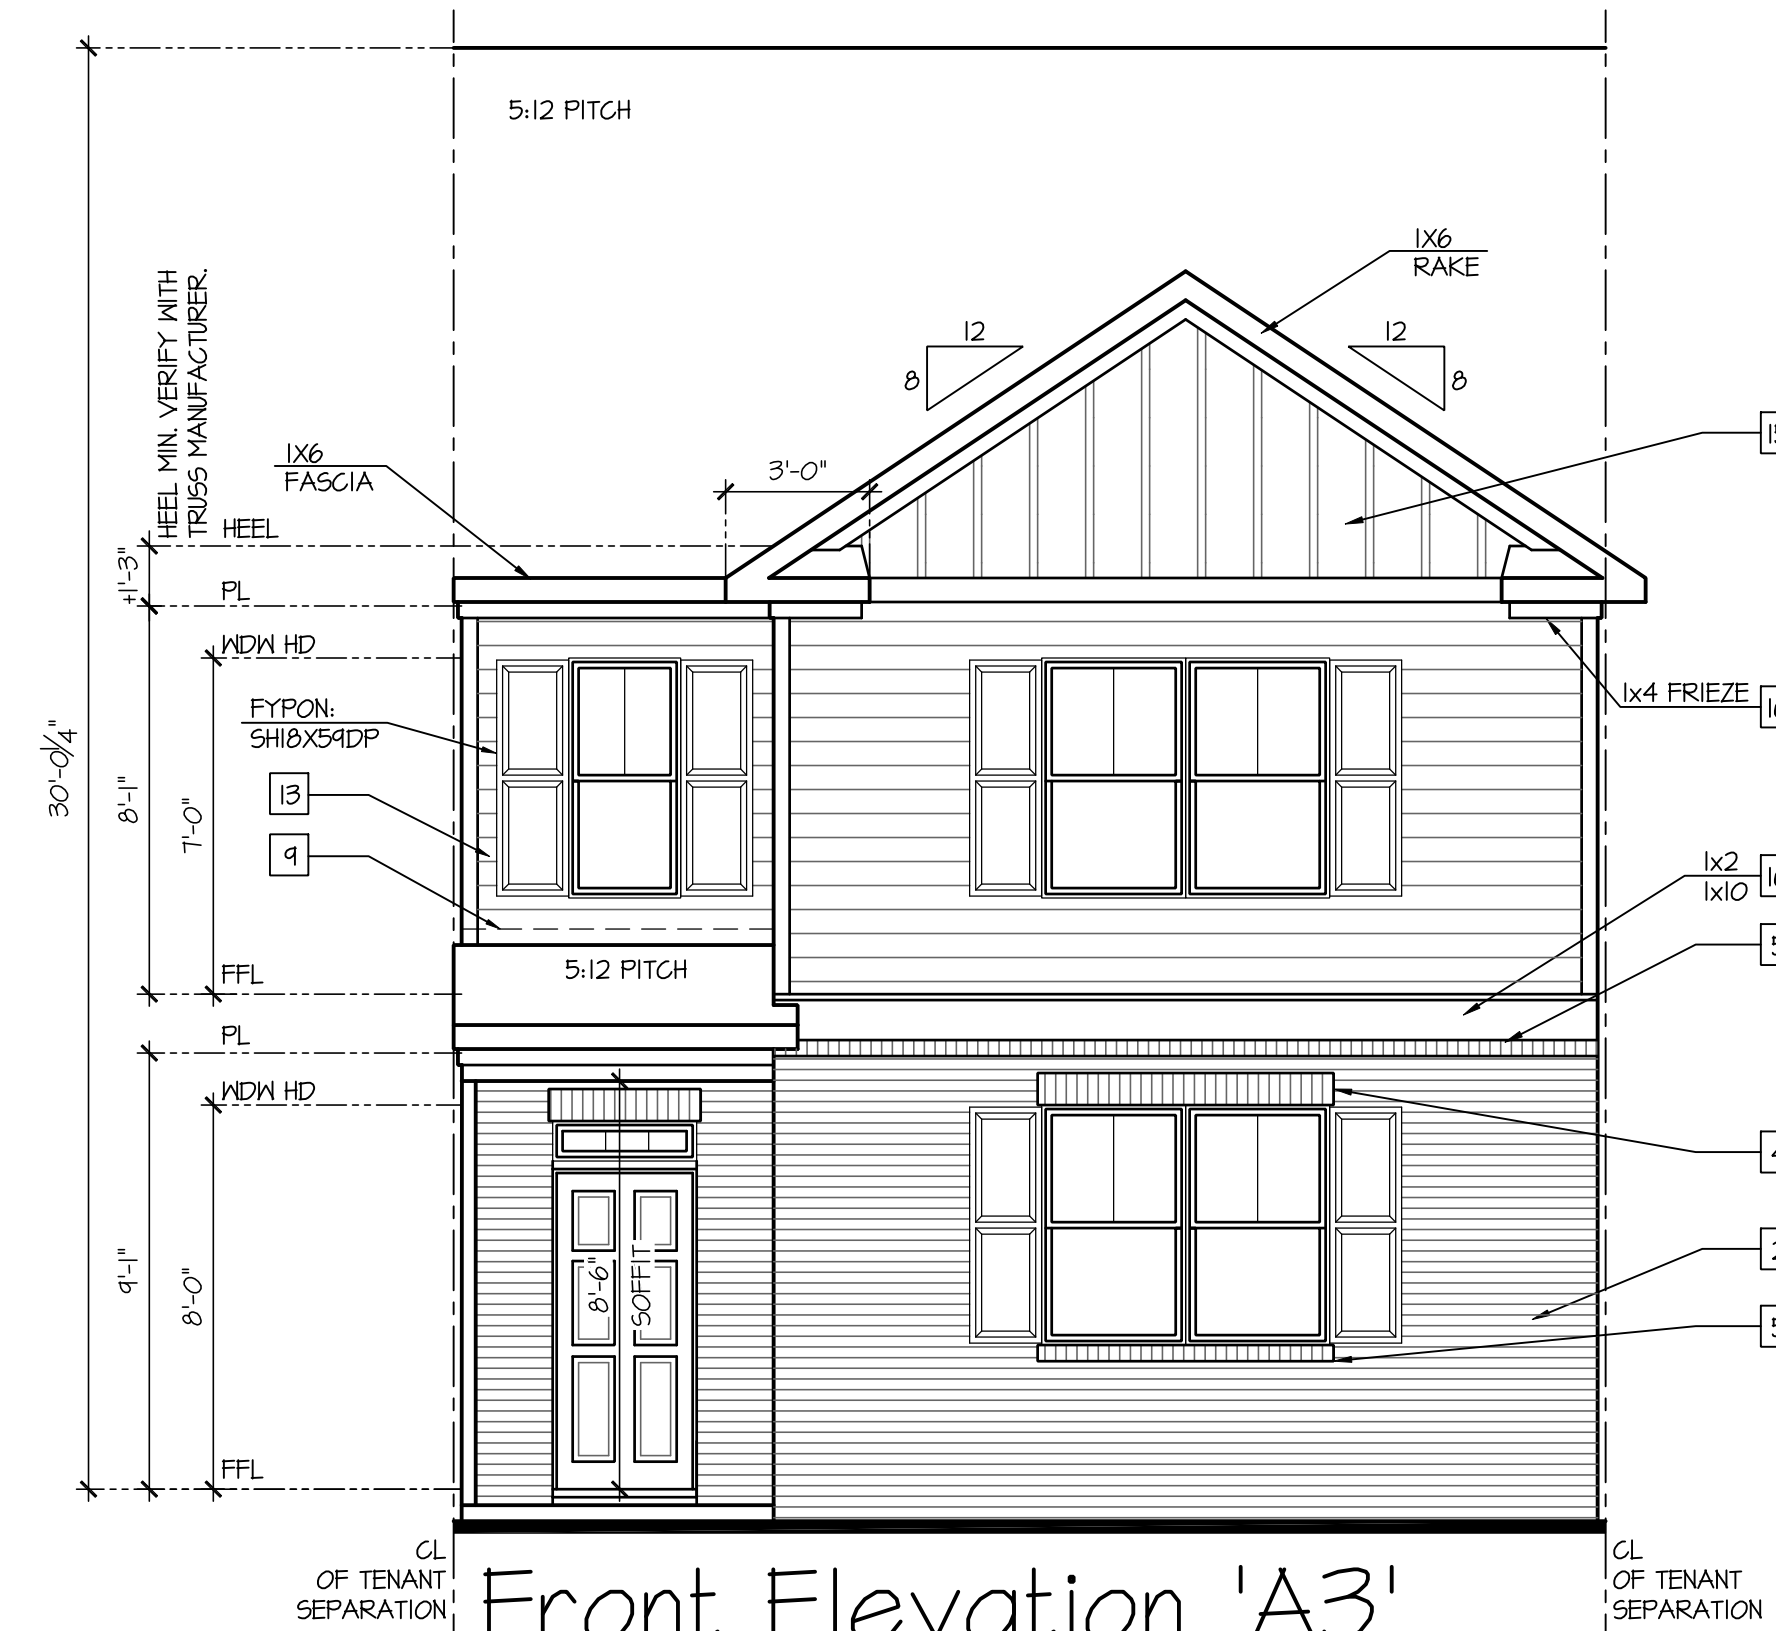 5:12 PITCH
1X6
RAKE
12
8
12
8
HEEL MIN. VERIFY WITH
TRUSS MANUFACTURER.
1X6
FASCIA
3'-0"
HEEL
+1'-3"
PL
WDW HD
FYPON:
SH18X59DP
1x4 FRIEZE
13
9
30'-0/4"
8'-1"
7'-0"
1x2
1x10
FFL
5:12 PITCH
PL
WDW HD
8'-6"
SOFFIT
9'-1"
8'-0"
FFL
CL
OF TENANT
SEPARATION
CL
OF TENANT
SEPARATION
Front Elevation 'A3'